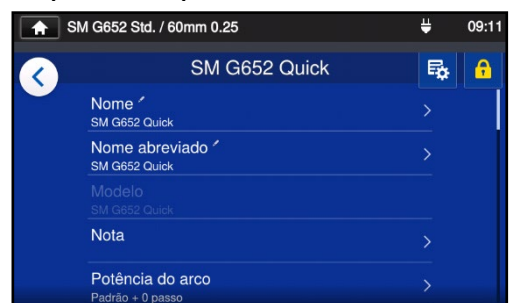 SM G652 Std. / 60mm 0.25 09:11
SM G652 Quick
Nome
SM G652 Quick
Nome abreviado
SM G652 Quick
Modelo
SM G652 Quick
Nota
Potência do arco
Padrão + 0 passo